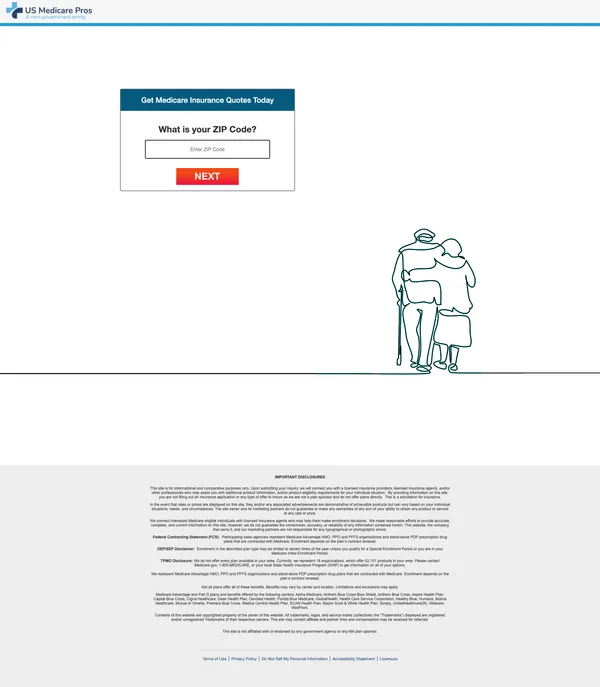 US Medicare Pros
A non-government entity
Get Medicare Insurance Quotes Today
What is your ZIP Code?
Enter ZIP Code
NEXT
IMPORTANT DISCLOSURES
This site is for informational and comparative purposes only. Upon submitting your inquiry, we will connect you with a licensed insurance providers, licensed insurance agents, and/or
other professionals who may assist you with additional product information, and/or product eligibility requirements for your individual situation. By providing information on this site,
you are not filling out an insurance application or any type of offer to insure as we are not a plan sponsor and do not offer plans directly. This is a solicitation for insurance.
In the event that rates or prices are displayed on this site, they and/or any associated advertisements are demonstrative of achievable products but can vary based on your individual
situations, needs, and circumstances. The site owner and its marketing partners do not guarantee or make any warranties of any sort of your ability to obtain any product or service
at any rate or price.
We connect interested Medicare eligible individuals with licensed insurance agents who may help them make enrollment decisions. We make reasonable efforts to provide accurate,
complete, and current information on this site, however: we do not guarantee the correctness, accuracy, or reliability of any information contained herein. This website, the company
that owns it, and our marketing partners are not responsible for any typographical or photographic errors.
Federal Contracting Statement (FCS): Participating sales agencies represent Medicare Advantage HMO, PPO and PFFS organizations and stand-alone PDP prescription drug
plans that are contracted with Medicare. Enrollment depends on the plan's contract renewal.
OEP/SEP Disclaimer: Enrollment in the described plan type may be limited to certain times of the year unless you qualify for a Special Enrollment Period or you are in your
Medicare Initial Enrollment Period
TPMO Disclosure: We do not offer every plan available in your area. Currently, we represent 19 organizations, which offer 52,101 products in your area. Please contact
Medicare.gov, 1-800-MEDICARE, or your local State Health Insurance Program (SHIP) to get information on all of your options.
We represent Medicare Advantage HMO, PPO and PFFS organizations and stand-alone PDP prescription drug plans that are contracted with Medicare. Enrollment depends on the
plan's contract renewal.
Not all plans offer all of these benefits. Benefits may vary by carrier and location. Limitations and exceptions may apply.
Medicare Advantage and Part D plans and benefits offered by the following carriers: Aetna Medicare, Anthem Blue Cross Blue Shield, Anthem Blue Cross, Aspire Health Plan,
Capital Blue Cross, Cigna Healthcare, Dean Health Plan, Devoted Health, Florida Blue Medicare, GlobalHealth, Health Care Service Corporation, Healthy Blue, Humana, Molina
Healthcare, Mutual of Omaha, Premera Blue Cross, Medica Central Health Plan, SCAN Health Plan, Baylor Scott & White Health Plan, Simply, UnitedHealthcare(R), Medicare
WellPoint
Contents of this website are copyrighted property of the owner of this website. All trademarks, logos, and service marks (collectively the "Trademarks") displayed are registered
and/or unregistered Trademarks of their respective owners. This site may contain affiliate and partner links and compensation may be received for referrals.
This site is not affiliated with or endorsed by any government agency or any MA plan sponsor.
Terms of Use | Privacy Policy | Do Not Sell My Personal Information | Accessibility Statement | Licensure